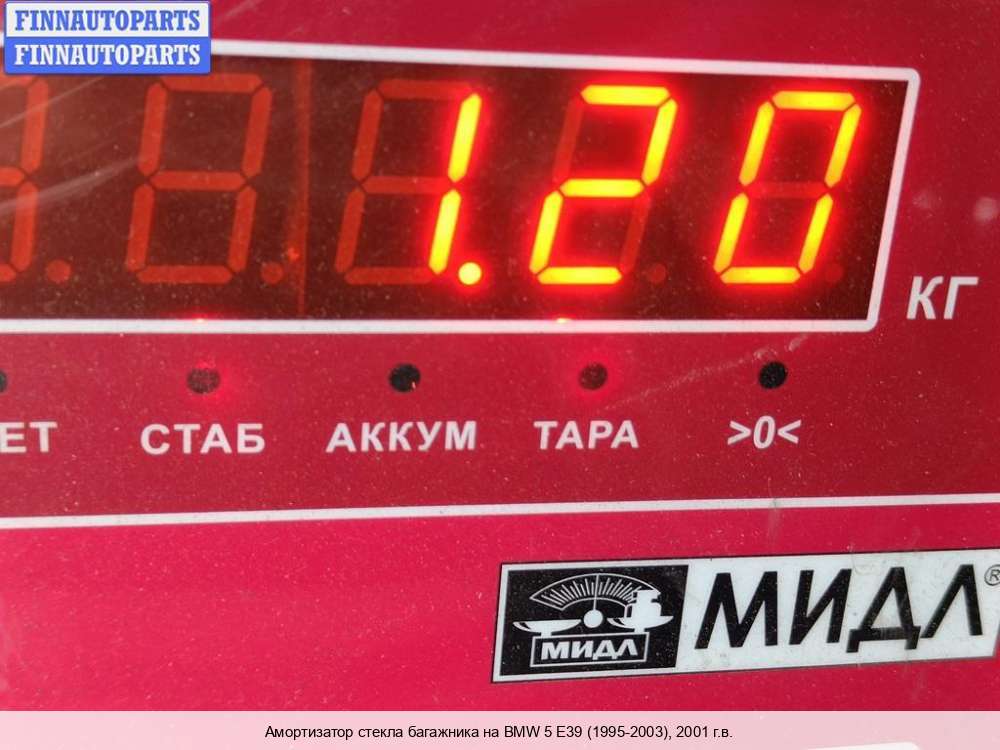 FINNAUTOPARTS
FINNAUTOPARTS
1.20
КГ
ЕТ СТАБ АККУМ ТАРА >0<
МИДЛ МИДЛ®
Амортизатор стекла багажника на BMW 5 E39 (1995-2003), 2001 г.в.